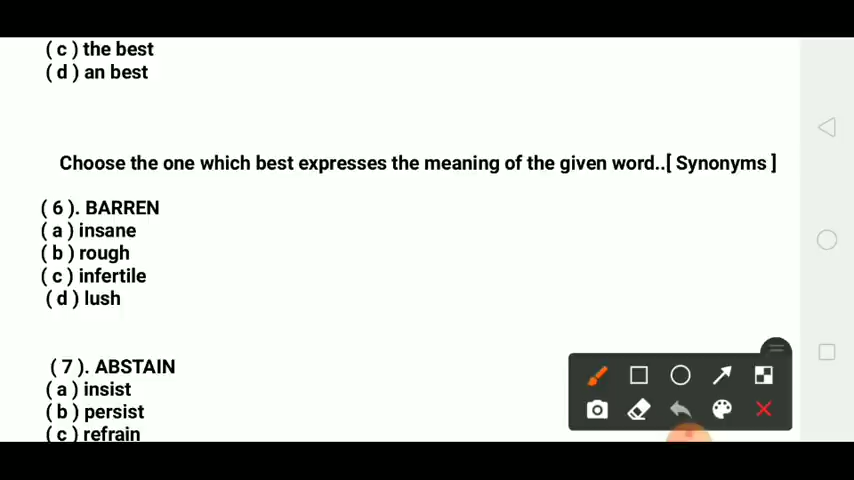 ( c ) the best
( d ) an best
Choose the one which best expresses the meaning of the given word..[ Synonyms ]
( 6 ). BARREN
( a ) insane
( b ) rough
( c ) infertile
( d ) lush
( 7 ). ABSTAIN
( a ) insist
( b ) persist
( c ) refrain